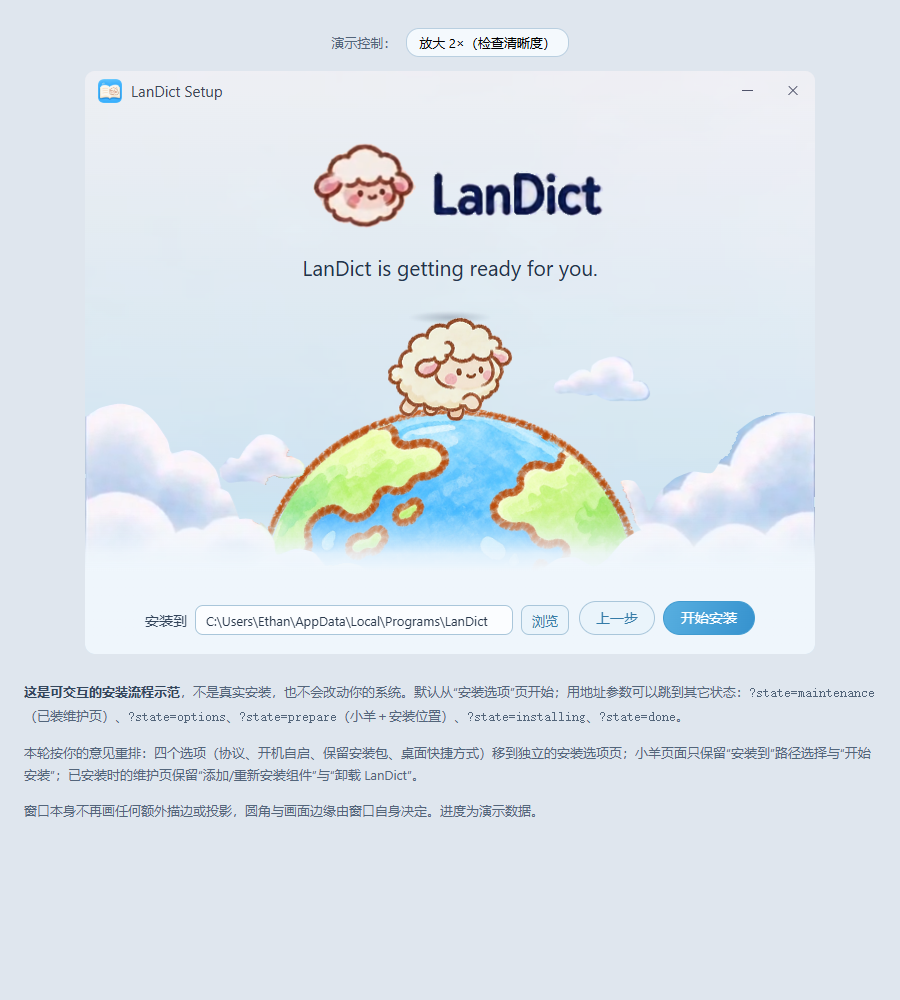 演示控制： 放大 2×（检查清晰度）
LanDict Setup
LanDict
LanDict is getting ready for you.
安装到 C:\Users\Ethan\AppData\Local\Programs\LanDict 浏览 上一步 开始安装
这是可交互的安装流程示范，不是真实安装，也不会改动你的系统。默认从“安装选项”页开始；用地址参数可以跳到其它状态：?state=maintenance
（已装维护页）、?state=options、?state=prepare（小羊＋安装位置）、?state=installing、?state=done。
本轮按你的意见重排：四个选项（协议、开机自启、保留安装包、桌面快捷方式）移到独立的安装选项页；小羊页面只保留“安装到”路径选择与“开始
安装”；已安装时的维护页保留“添加/重新安装组件”与“卸载 LanDict”。
窗口本身不再画任何额外描边或投影，圆角与画面边缘由窗口自身决定。进度为演示数据。